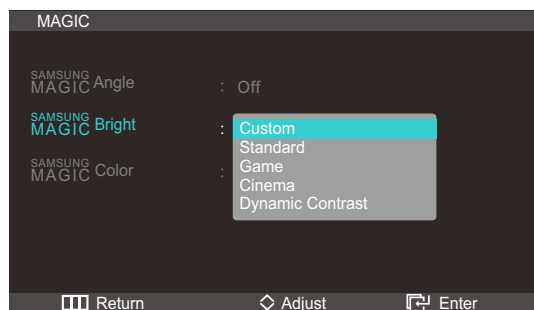 MAGIC
SAMSUNG MAGIC Angle : Off
SAMSUNG MAGIC Bright : Custom
Standard
Game
Cinema
Dynamic Contrast
SAMSUNG MAGIC Color :
Return Adjust Enter